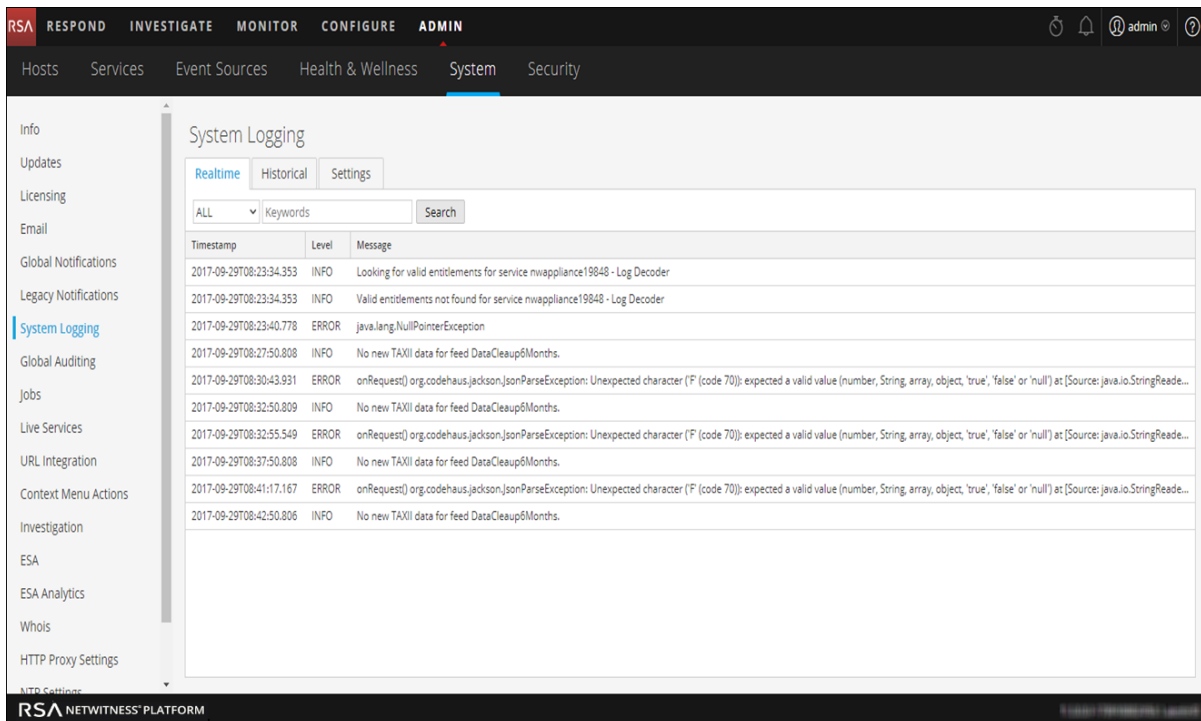 RSA RESPOND INVESTIGATE MONITOR CONFIGURE ADMIN admin
Hosts Services Event Sources Health & Wellness System Security
Info
Updates
Licensing
Email
Global Notifications
Legacy Notifications
System Logging
Global Auditing
Jobs
Live Services
URL Integration
Context Menu Actions
Investigation
ESA
ESA Analytics
Whois
HTTP Proxy Settings
NTP Settings
System Logging
Realtime Historical Settings
ALL Keywords Search
Timestamp Level Message
2017-09-29T08:23:34.353 INFO Looking for valid entitlements for service nwappliance19848 - Log Decoder
2017-09-29T08:23:34.353 INFO Valid entitlements not found for service nwappliance19848 - Log Decoder
2017-09-29T08:23:40.778 ERROR java.lang.NullPointerException
2017-09-29T08:27:50.808 INFO No new TAXII data for feed DataCleaup6Months.
2017-09-29T08:30:43.931 ERROR onRequest() org.codehaus.jackson.JsonParseException: Unexpected character ('F' (code 70)): expected a valid value (number, String, array, object, 'true', 'false' or 'null') at [Source: java.io.StringReade...
2017-09-29T08:32:50.809 INFO No new TAXII data for feed DataCleaup6Months.
2017-09-29T08:32:55.549 ERROR onRequest() org.codehaus.jackson.JsonParseException: Unexpected character ('F' (code 70)): expected a valid value (number, String, array, object, 'true', 'false' or 'null') at [Source: java.io.StringReade...
2017-09-29T08:37:50.808 INFO No new TAXII data for feed DataCleaup6Months.
2017-09-29T08:41:17.167 ERROR onRequest() org.codehaus.jackson.JsonParseException: Unexpected character ('F' (code 70)): expected a valid value (number, String, array, object, 'true', 'false' or 'null') at [Source: java.io.StringReade...
2017-09-29T08:42:50.806 INFO No new TAXII data for feed DataCleaup6Months.
RSA NETWITNESS® PLATFORM